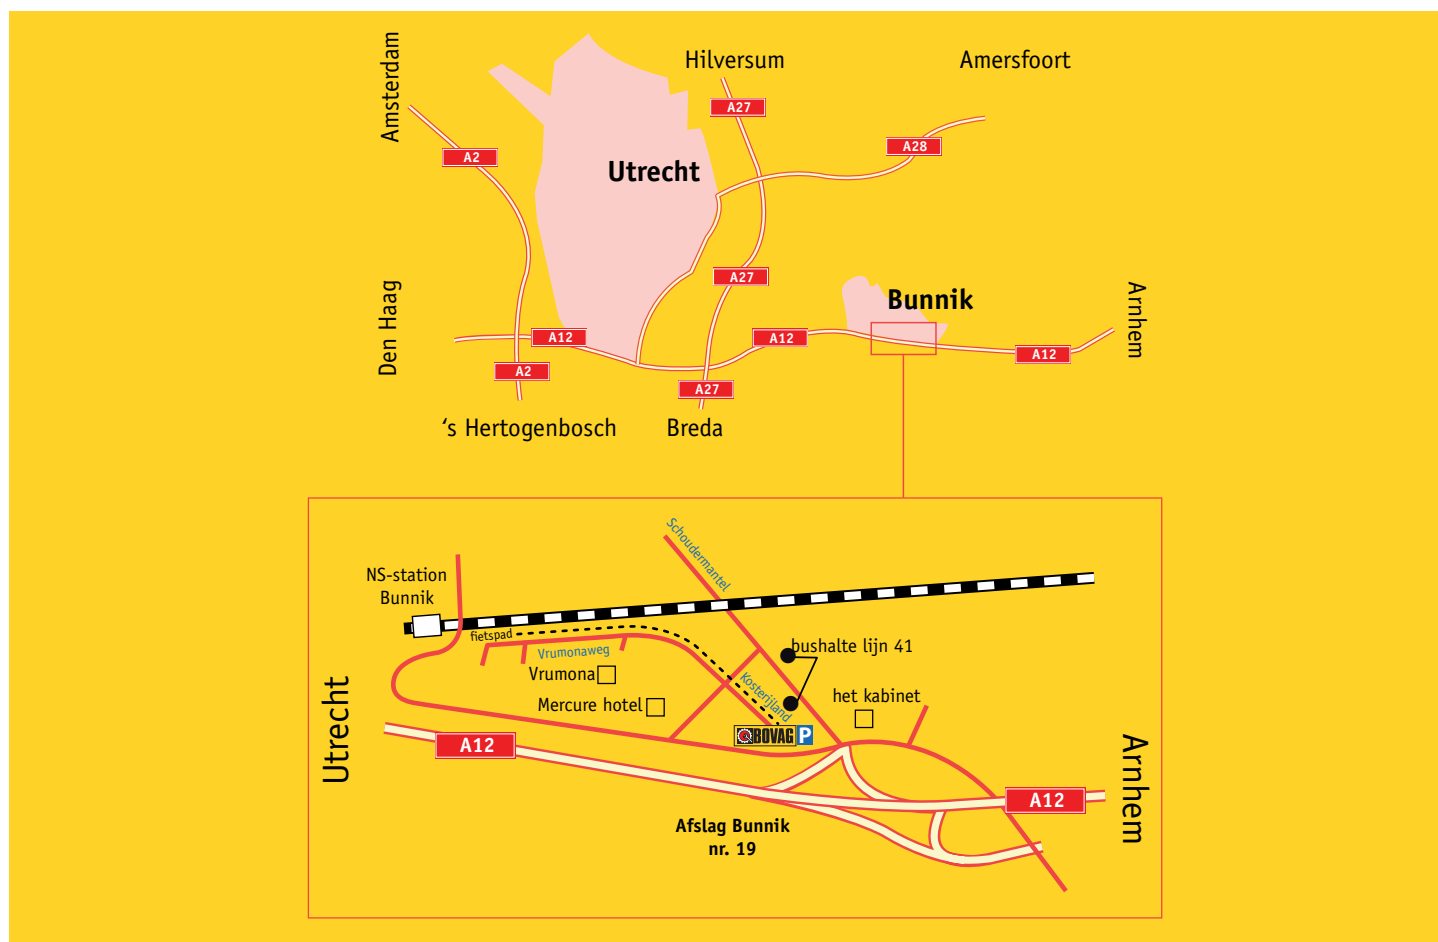 Amsterdam
Hilversum
Amersfoort
A27
A28
A2
Utrecht
A27
Den Haag
Bunnik
Arnhem
A12
A12
A12
A2
A27
‘s Hertogenbosch
Breda
Schoudermantel
NS-station
Bunnik
fietspad
Vrumonaweg
bushalte lijn 41
Vrumona
Kosterijland
het kabinet
Mercure hotel
BOVAG P
Utrecht
A12
Arnhem
A12
Afslag Bunnik
nr. 19